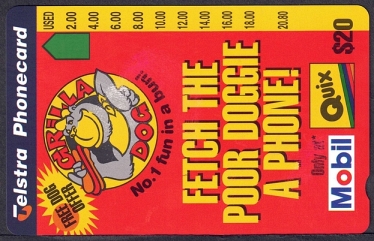 Telstra Phonecard
USED
2.00
4.00
6.00
8.00
10.00
12.00
14.00
16.00
18.00
20.80
GRILLA
DOG
No.1 fun in a bun!
FREE DOG
OFFER
FETCH THE
POOR DOGGIE
A PHONE!
$20
Quix
Only at
Mobil